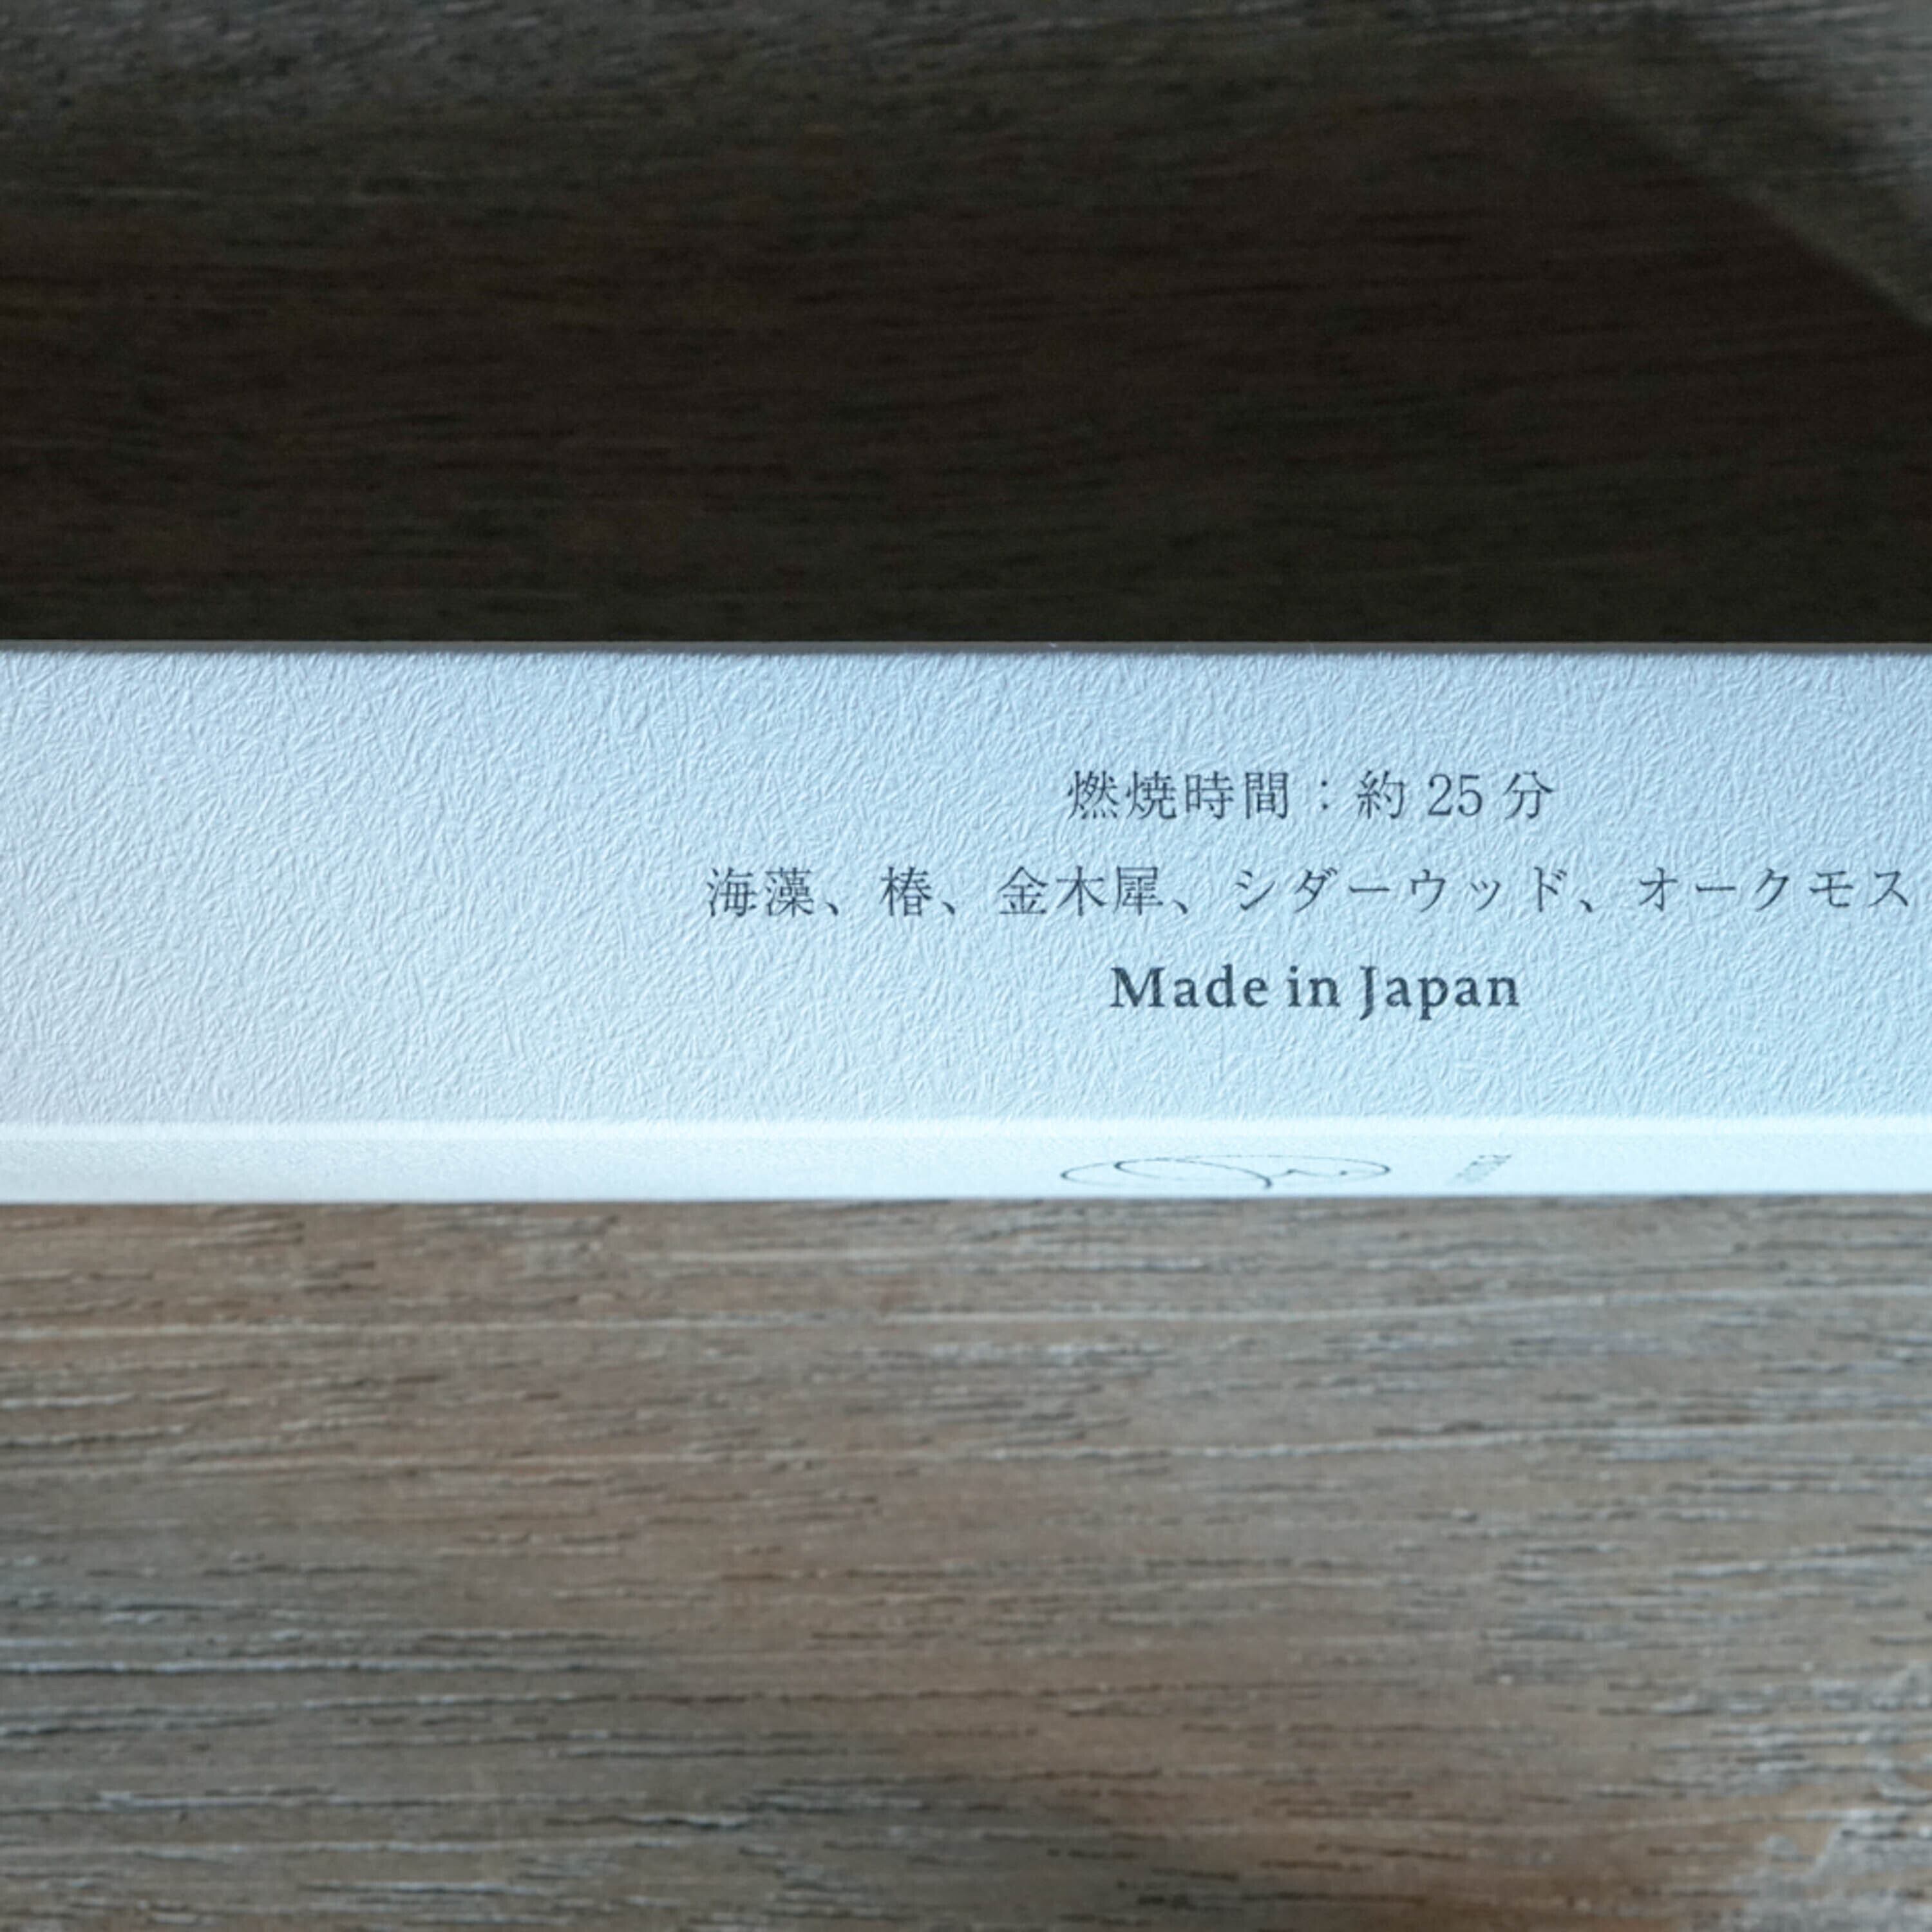 燃焼時間：約 25 分
海藻、椿、金木犀、シダーウッド、オークモス
Made in Japan